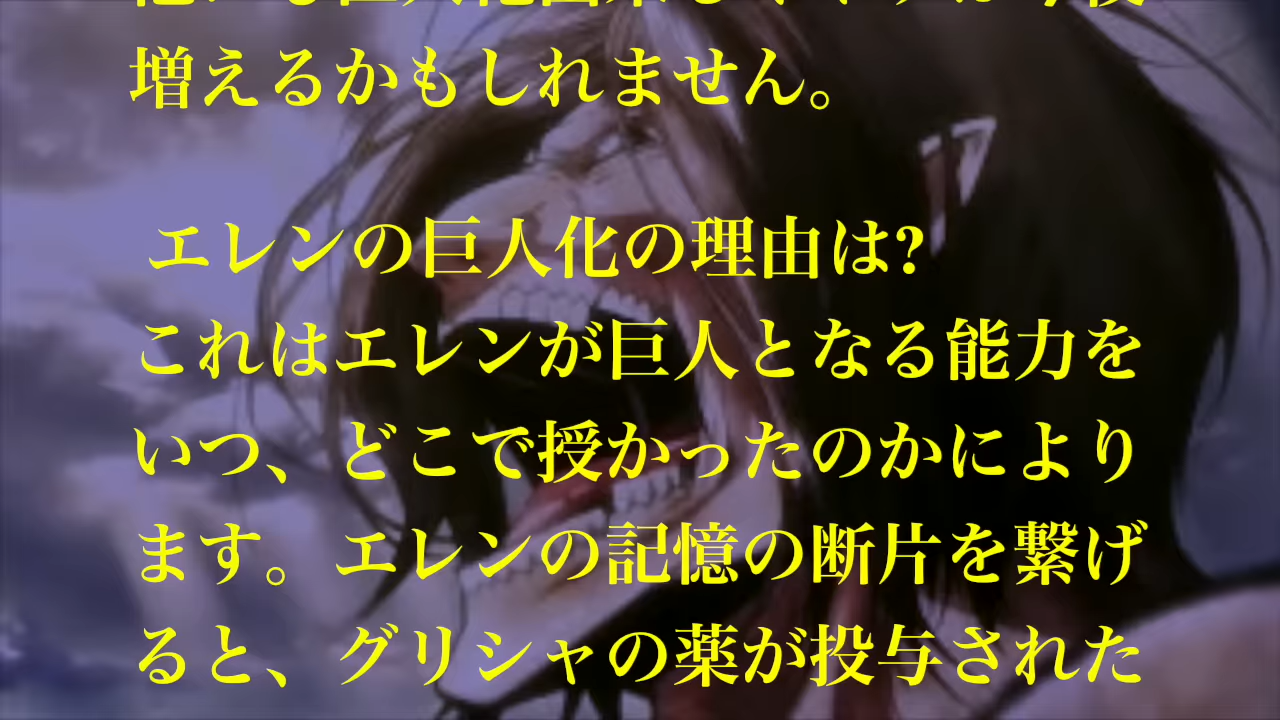 増えるかもしれません。
エレンの巨人化の理由は?
これはエレンが巨人となる能力を
いつ、どこで授かったのかにより
ます。エレンの記憶の断片を繋げ
ると、グリシャの薬が投与された